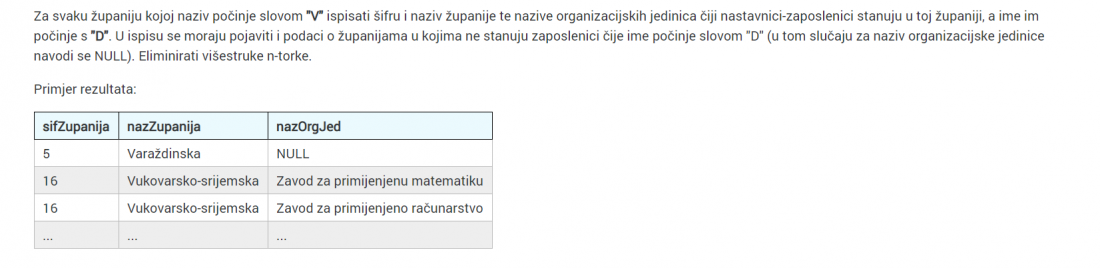 Za svaku županiju kojoj naziv počinje slovom "V" ispisati šifru i naziv županije te nazive organizacijskih jedinica čiji nastavnici-zaposlenici stanuju u toj županiji, a ime im
počinje s "D". U ispisu se moraju pojaviti i podaci o županijama u kojima ne stanuju zaposlenici čije ime počinje slovom "D" (u tom slučaju za naziv organizacijske jedinice
navodi se NULL). Eliminirati višestruke n-torke.
Primjer rezultata:
sifZupanija nazZupanija nazOrgJed
5 Varaždinska NULL
16 Vukovarsko-srijemska Zavod za primijenjenu matematiku
16 Vukovarsko-srijemska Zavod za primijenjeno računarstvo
... ... ...